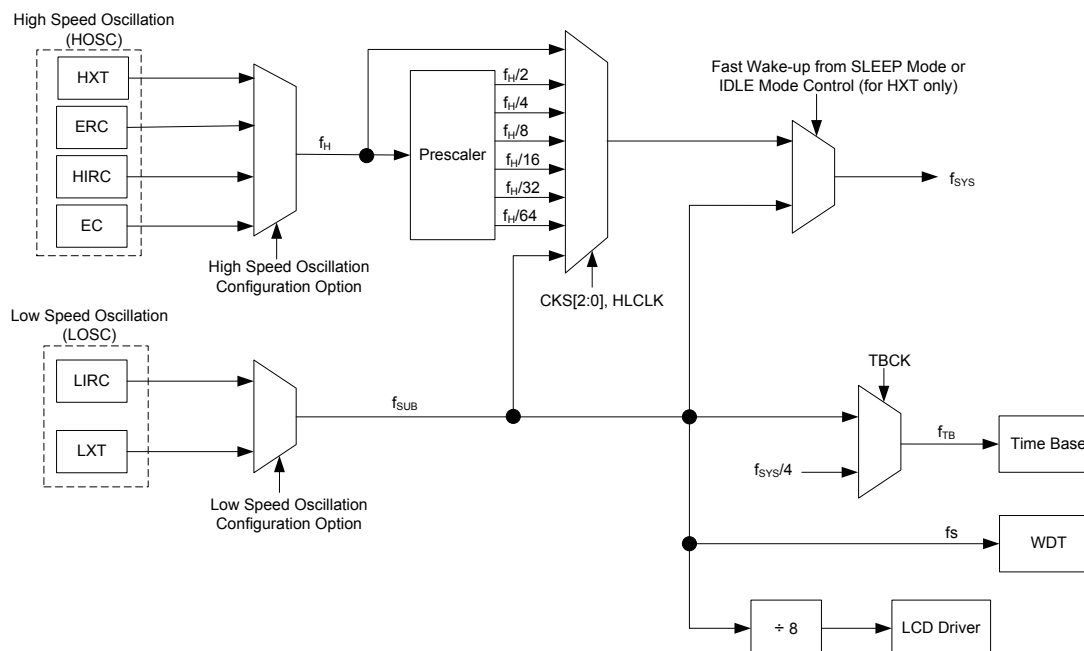 High Speed Oscillation
(HOSC)
HXT
ERC
HIRC
EC
High Speed Oscillation
Configuration Option
fH
Prescaler
fH/2
fH/4
fH/8
fH/16
fH/32
fH/64
CKS[2:0], HLCLK
Fast Wake-up from SLEEP Mode or
IDLE Mode Control (for HXT only)
fSYS
Low Speed Oscillation
(LOSC)
LIRC
LXT
Low Speed Oscillation
Configuration Option
fSUB
TBCK
fSYS/4
fTB
Time Base
fs
WDT
÷ 8
LCD Driver